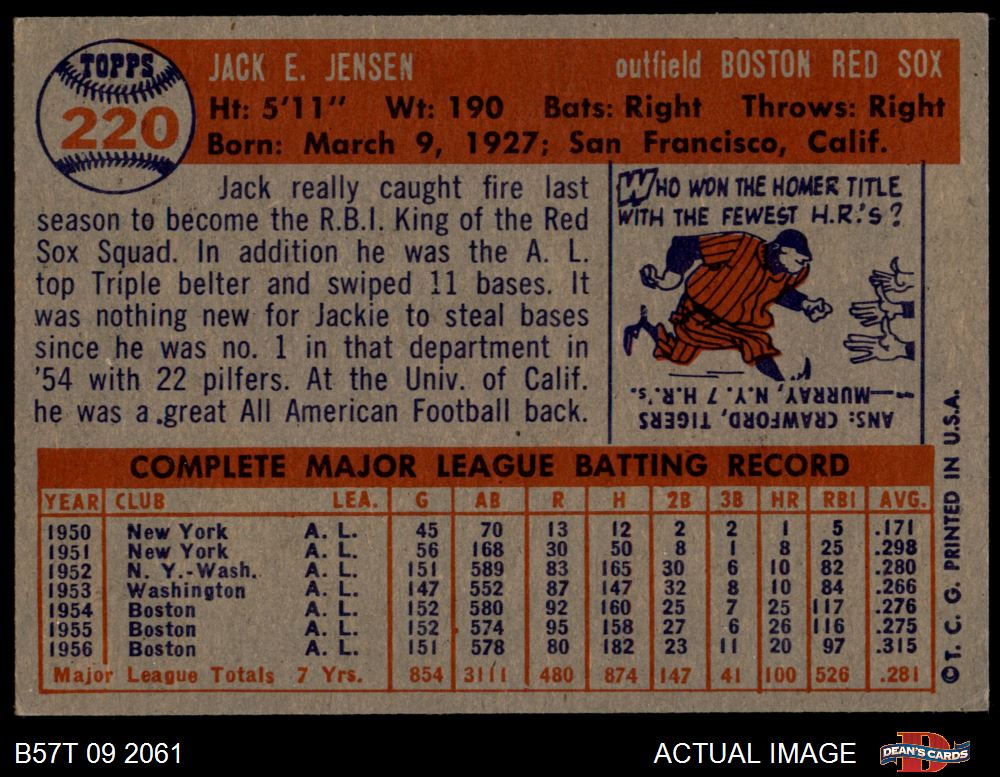 TOPPS
220
JACK E. JENSEN outfield BOSTON RED SOX
Ht: 5'11" Wt: 190 Bats: Right Throws: Right
Born: March 9, 1927; San Francisco, Calif.
Jack really caught fire last
season to become the R.B.I. King of the Red
Sox Squad. In addition he was the A. L.
top Triple belter and swiped 11 bases. It
was nothing new for Jackie to steal bases
since he was no. 1 in that department in
'54 with 22 pilfers. At the Univ. of Calif.
he was a great All American Football back.
WHO WON THE HOMER TITLE
WITH THE FEWEST H.R.'S?
ANS: CRAWFORD, TIGERS
—MURRAY, N.Y. 7 H.R.'s.
COMPLETE MAJOR LEAGUE BATTING RECORD
YEAR CLUB LEA. G AB R H 2B 3B HR RBI AVG.
1950 New York A. L. 45 70 13 12 2 2 1 5 .171
1951 New York A. L. 56 168 30 50 8 1 8 25 .298
1952 N. Y.-Wash. A. L. 151 589 83 165 30 6 10 82 .280
1953 Washington A. L. 147 552 87 147 32 8 10 84 .266
1954 Boston A. L. 152 580 92 160 25 7 25 117 .276
1955 Boston A. L. 152 574 95 158 27 6 26 116 .275
1956 Boston A. L. 151 578 80 182 23 11 20 97 .315
Major League Totals 7 Yrs. 854 3111 480 874 147 41 100 526 .281
© T. C. G. PRINTED IN U.S.A.
B57T 09 2061
ACTUAL IMAGE
DEAN'S CARDS